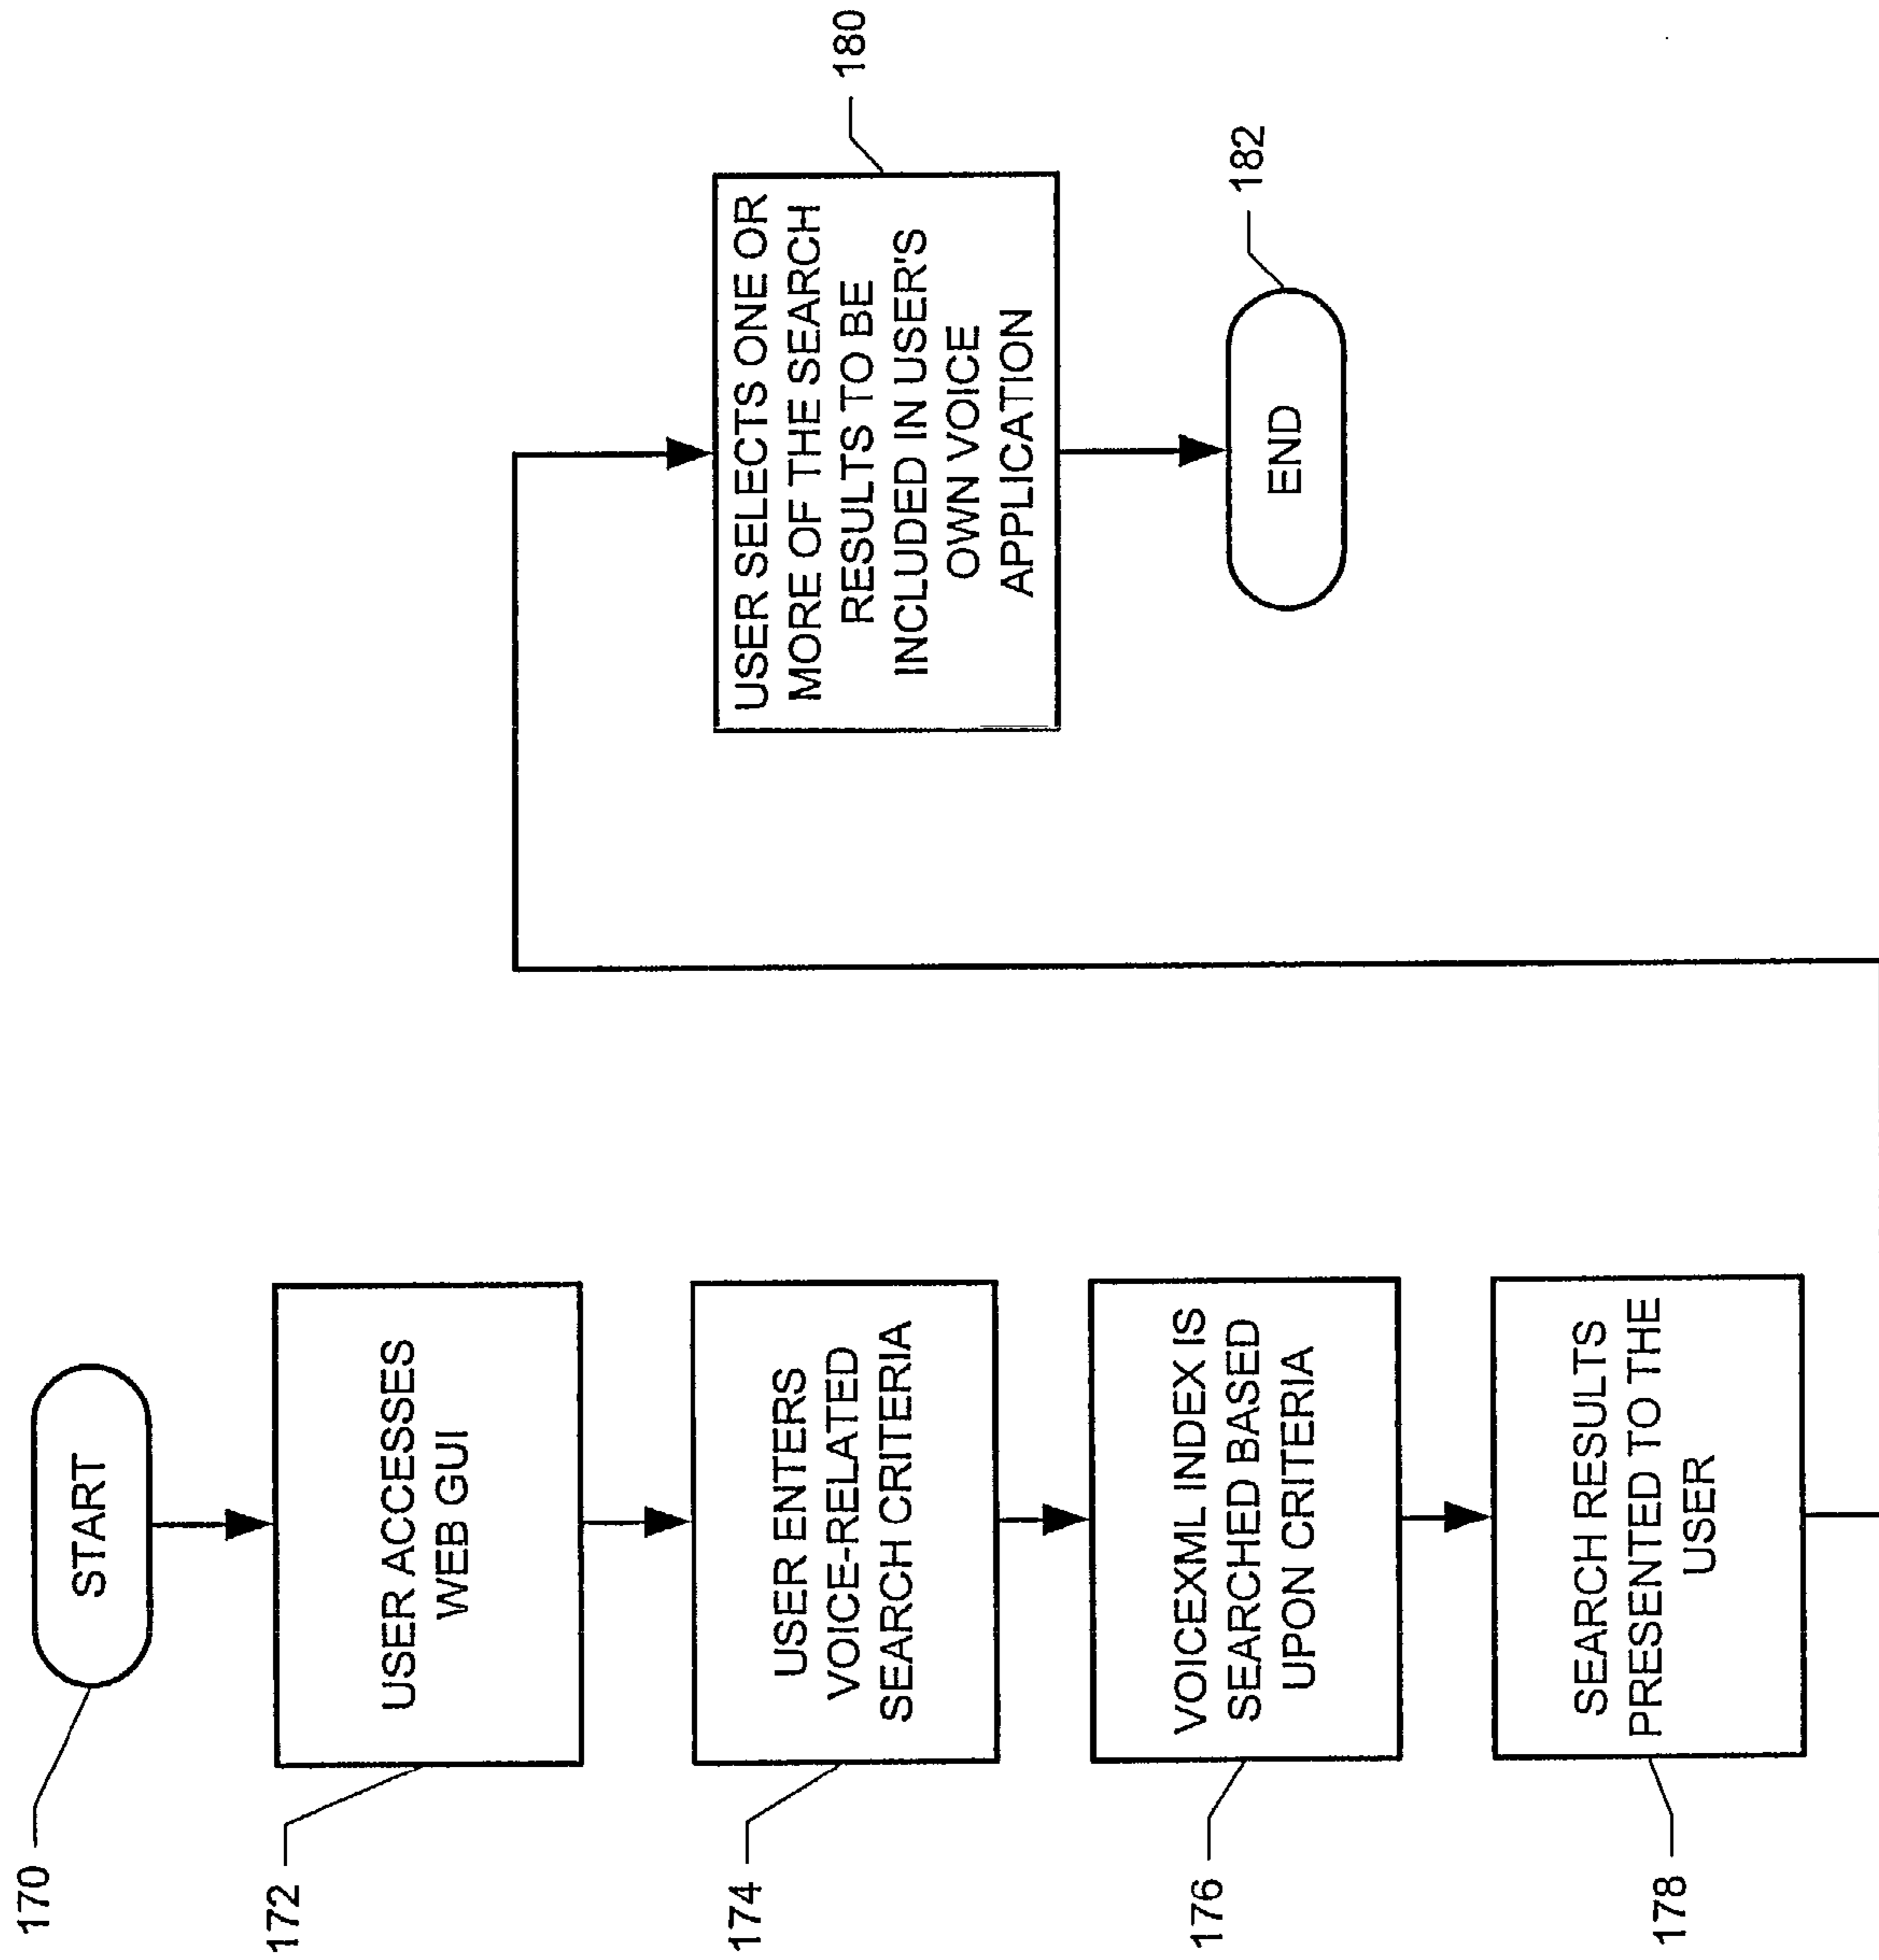 170
START
172
USER ACCESSES
WEB GUI
174
USER ENTERS
VOICE-RELATED
SEARCH CRITERIA
176
VOICEXML INDEX IS
SEARCHED BASED
UPON CRITERIA
178
SEARCH RESULTS
PRESENTED TO THE
USER
USER SELECTS ONE OR
MORE OF THE SEARCH
RESULTS TO BE
INCLUDED IN USER'S
OWN VOICE
APPLICATION
180
END
182